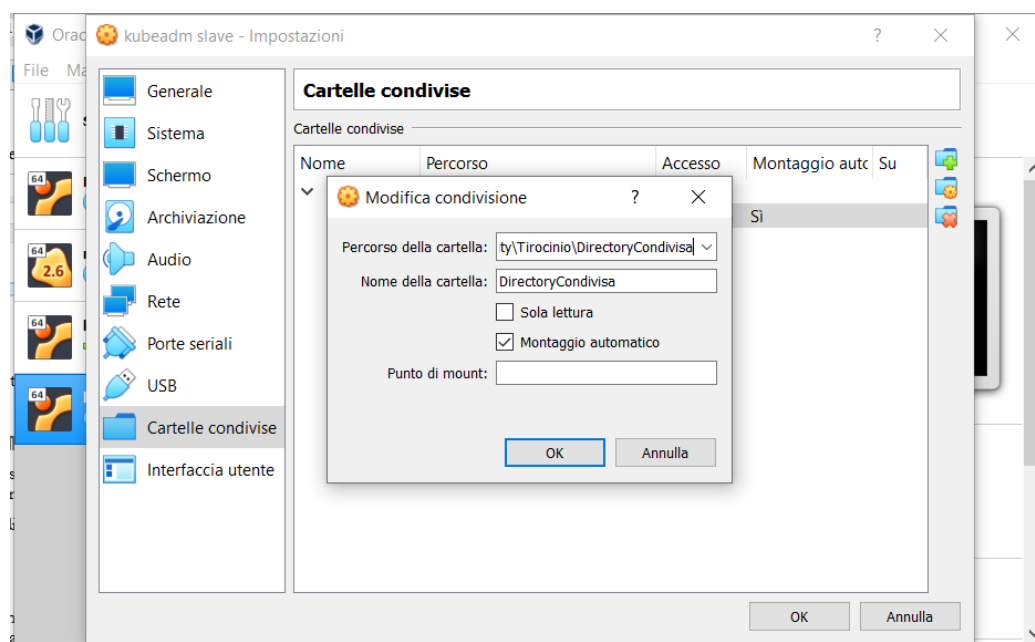 Orac
kubeadm slave - Impostazioni
?
File Ma
Generale
Sistema
Schermo
Archiviazione
Audio
Rete
Porte seriali
USB
Cartelle condivise
Interfaccia utente
64
64
2.6
64
64
Cartelle condivise
Cartelle condivise
Nome Percorso Accesso Montaggio autc Su
Sì
Modifica condivisione ?
Percorso della cartella: ty\Tirocinio\DirectoryCondivisa
Nome della cartella: DirectoryCondivisa
Sola lettura
Montaggio automatico
Punto di mount:
OK Annulla
OK Annulla